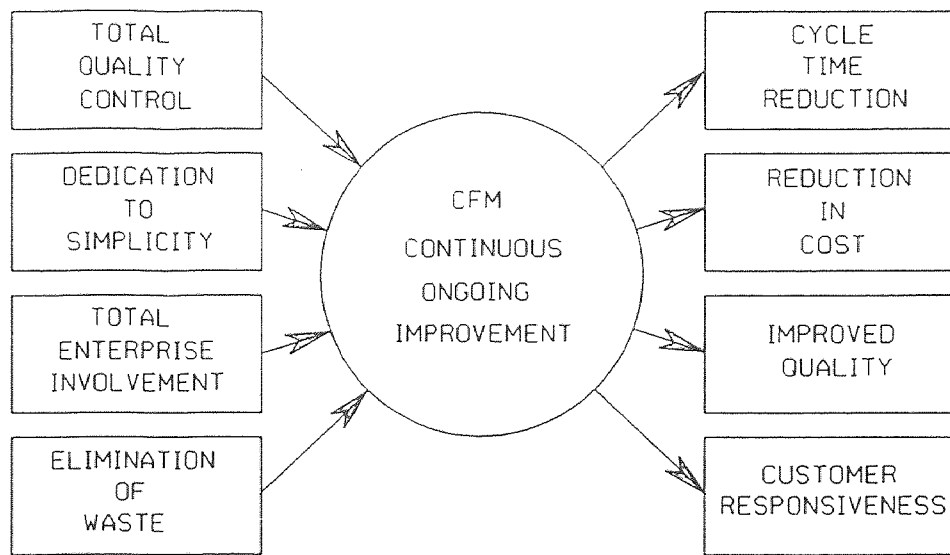 TOTAL
QUALITY
CONTROL
DEDICATION
TO
SIMPLICITY
TOTAL
ENTERPRISE
INVOLVEMENT
ELIMINATION
OF
WASTE
CFM
CONTINUOUS
ONGOING
IMPROVEMENT
CYCLE
TIME
REDUCTION
REDUCTION
IN
COST
IMPROVED
QUALITY
CUSTOMER
RESPONSIVENESS